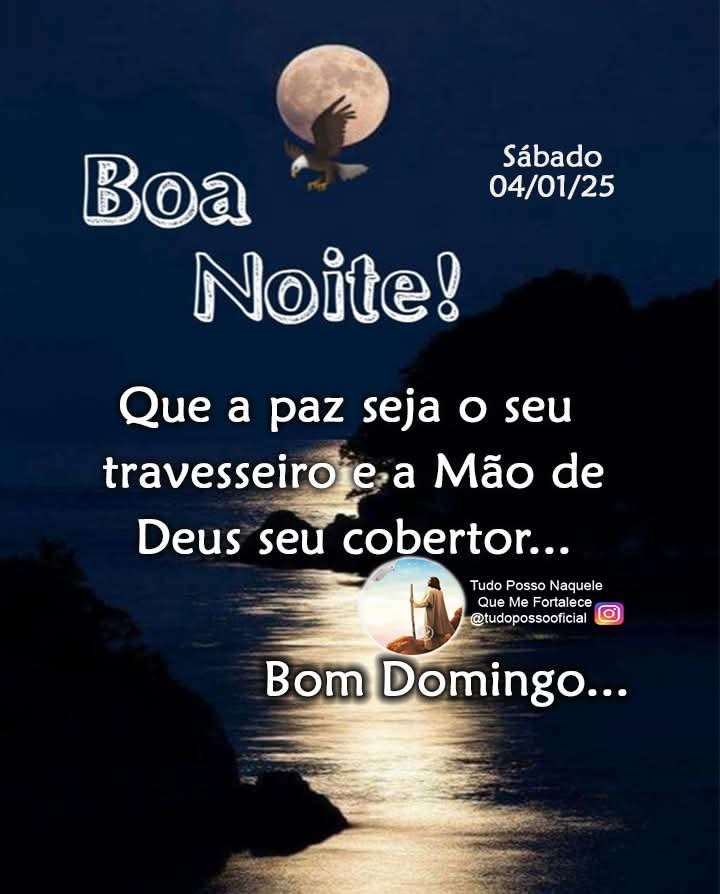 Boa
Sábado
04/01/25
Noite!
Que a paz seja o seu
travesseiro e a Mão de
Deus seu cobertor...
Tudo Posso Naquele
Que Me Fortalece
@tudopossooficial
Bom Domingo...